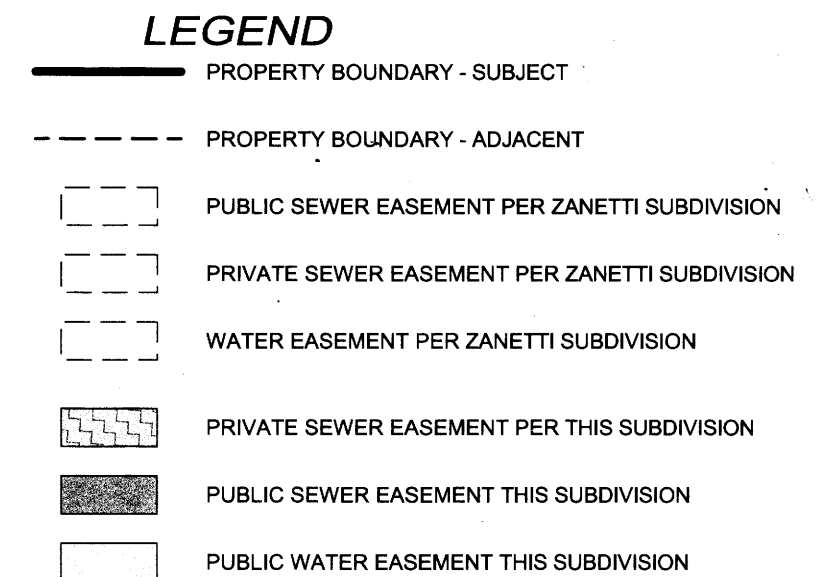 LEGEND
PROPERTY BOUNDARY - SUBJECT
PROPERTY BOUNDARY - ADJACENT
PUBLIC SEWER EASEMENT PER ZANETTI SUBDIVISION
PRIVATE SEWER EASEMENT PER ZANETTI SUBDIVISION
WATER EASEMENT PER ZANETTI SUBDIVISION
PRIVATE SEWER EASEMENT PER THIS SUBDIVISION
PUBLIC SEWER EASEMENT THIS SUBDIVISION
PUBLIC WATER EASEMENT THIS SUBDIVISION